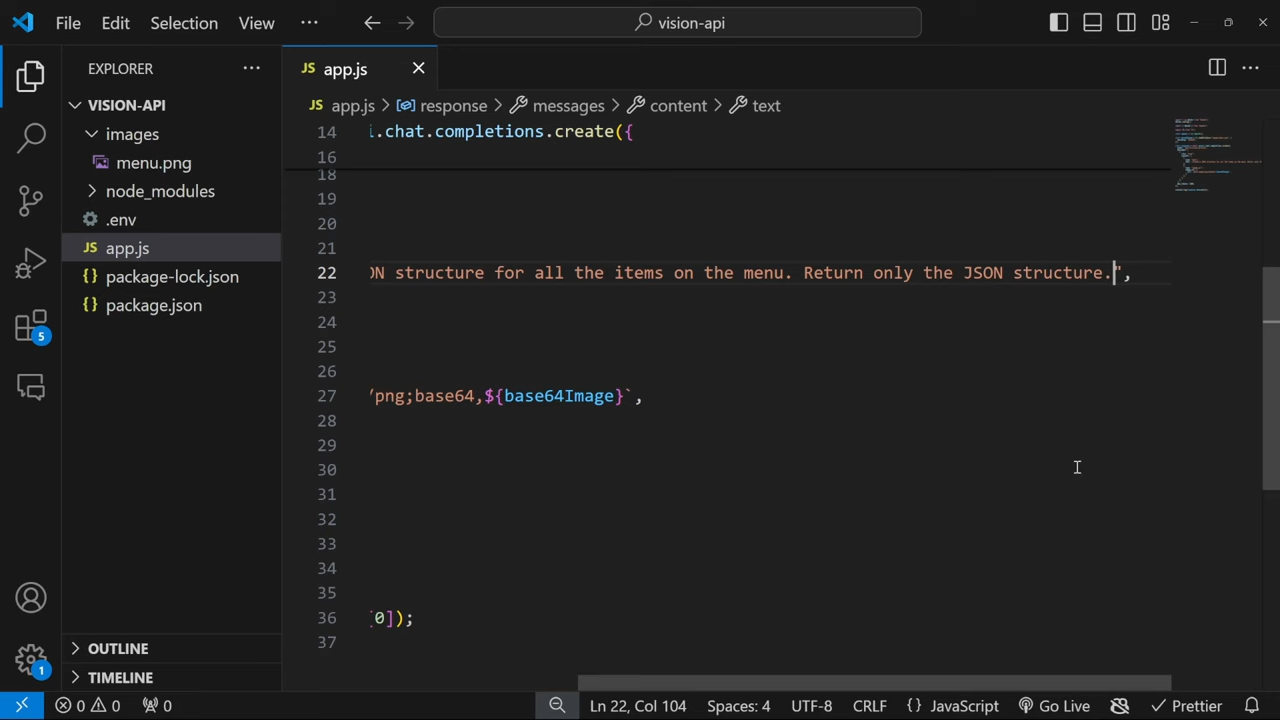 File Edit Selection View ··· vision-api
EXPLORER ···
VISION-API
images
menu.png
node_modules
.env
JS app.js
{} package-lock.json
{} package.json
OUTLINE
TIMELINE
5
1
JS app.js
JS app.js > response > messages > content > text
14 .chat.completions.create({
16
18
19
20
21
22 ON structure for all the items on the menu. Return only the JSON structure.",
23
24
25
26
27 /png;base64,${base64Image}`,
28
29
30
31
32
33
34
35
36 [0]);
37
0 0 0 Ln 22, Col 104 Spaces: 4 UTF-8 CRLF {} JavaScript Go Live Prettier